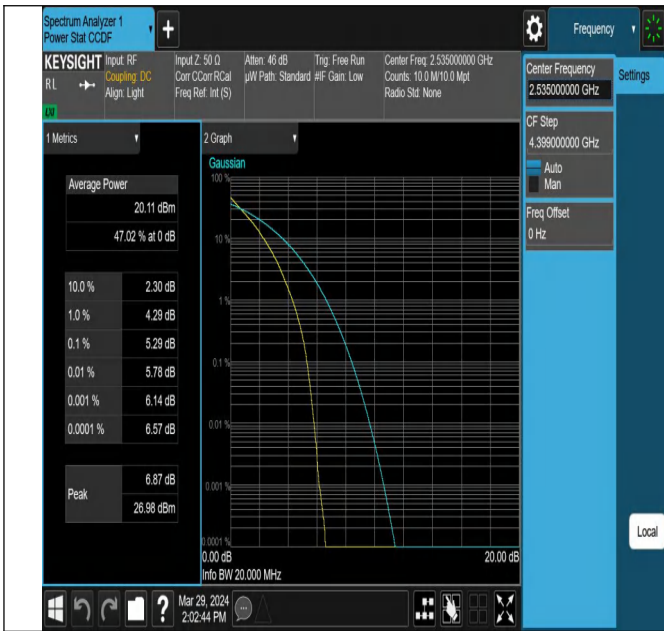 Spectrum Analyzer 1
Power Stat CCDF
Frequency
KEYSIGHT
RL
LXI
Input: RF
Coupling: DC
Align: Light
Input Z: 50 Ω
Corr CCorr RCal
Freq Ref: Int (S)
Atten: 46 dB
µW Path: Standard
Trig: Free Run
#IF Gain: Low
Center Freq: 2.535000000 GHz
Counts: 10.0 M/10.0 Mpt
Radio Std: None
Center Frequency
2.535000000 GHz
Settings
CF Step
4.399000000 GHz
Auto
Man
Freq Offset
0 Hz
Local
1 Metrics
Average Power
20.11 dBm
47.02 % at 0 dB
10.0 % 2.30 dB
1.0 % 4.29 dB
0.1 % 5.29 dB
0.01 % 5.78 dB
0.001 % 6.14 dB
0.0001 % 6.57 dB
Peak
6.87 dB
26.98 dBm
2 Graph
Gaussian
100 %
10 %
1 %
0.1 %
0.01 %
0.001 %
0.0001 %
0.00 dB 20.00 dB
Info BW 20.000 MHz
?
Mar 29, 2024
2:02:44 PM